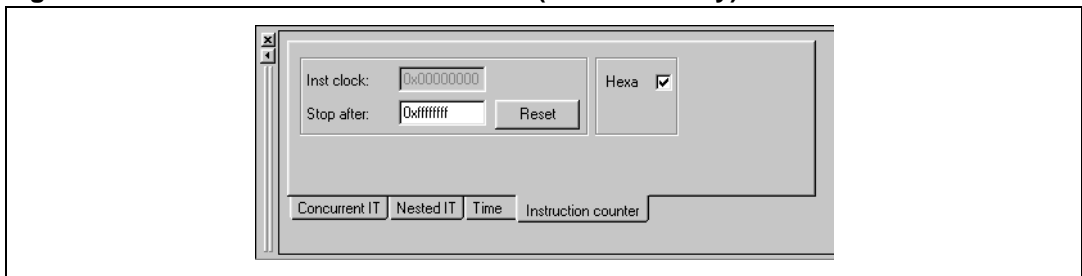 Inst clock: 0x00000000 Hexa
Stop after: 0xffffffff Reset
Concurrent IT Nested IT Time Instruction counter